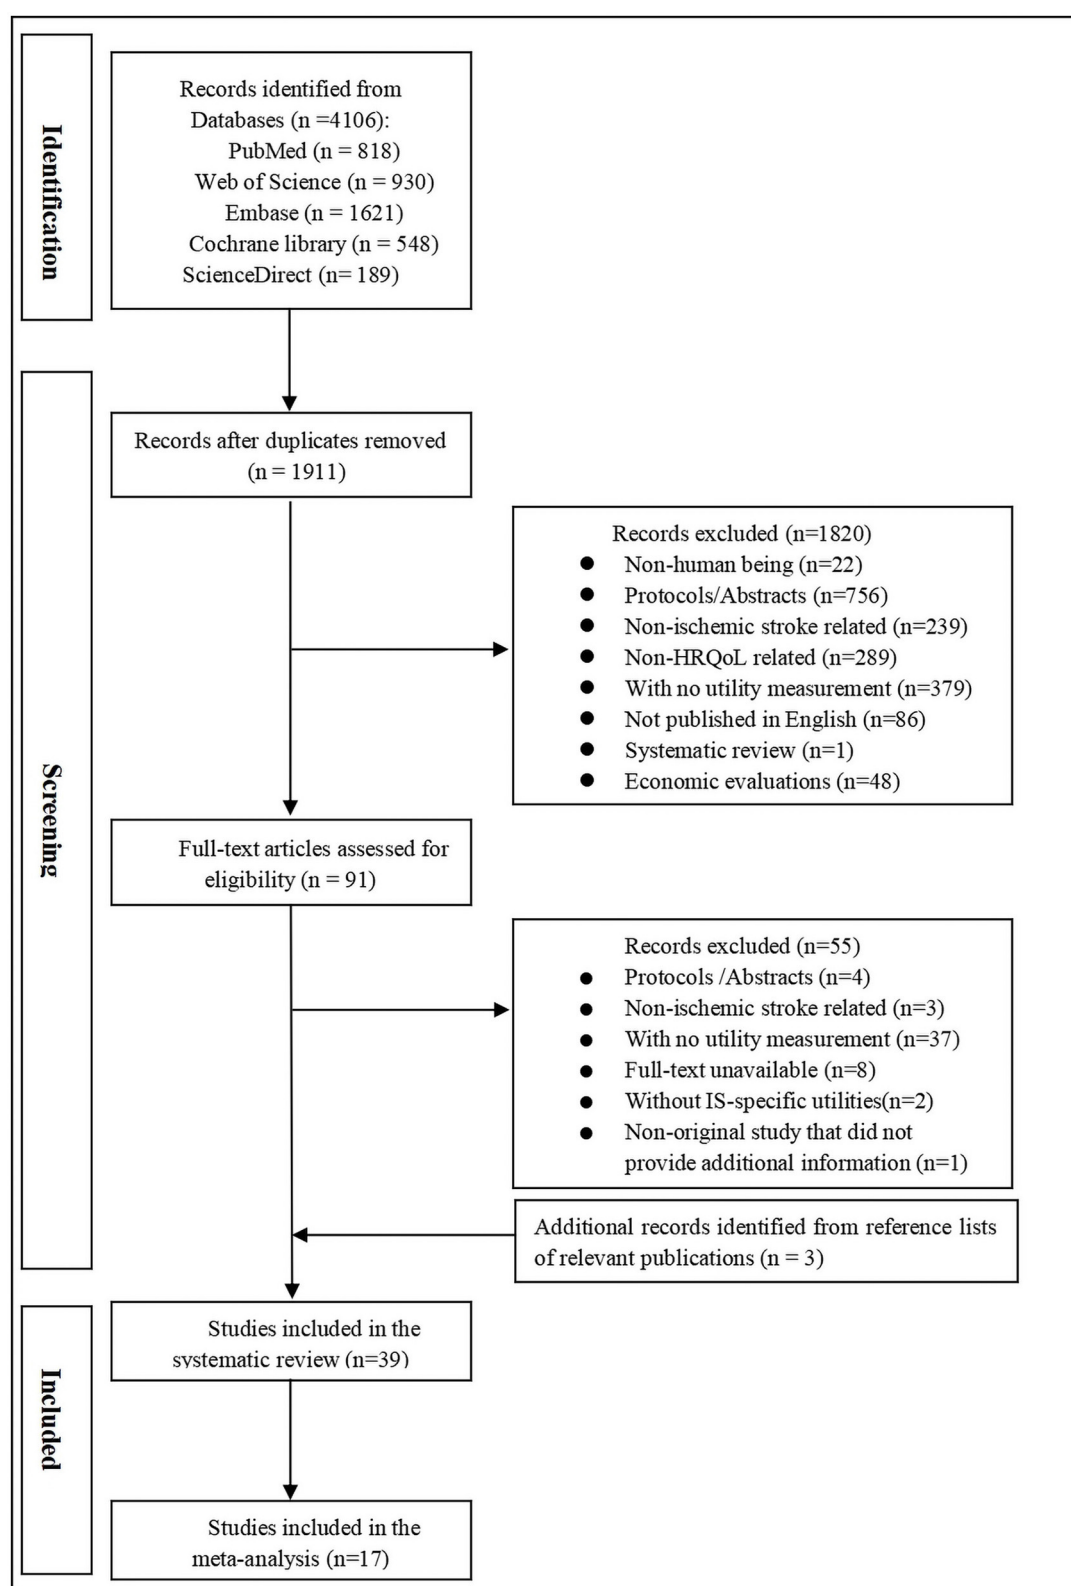 Identification
Records identified from
Databases (n =4106):
PubMed (n = 818)
Web of Science (n = 930)
Embase (n = 1621)
Cochrane library (n = 548)
ScienceDirect (n= 189)
Screening
Records after duplicates removed
(n = 1911)
Records excluded (n=1820)
● Non-human being (n=22)
● Protocols/Abstracts (n=756)
● Non-ischemic stroke related (n=239)
● Non-HRQoL related (n=289)
● With no utility measurement (n=379)
● Not published in English (n=86)
● Systematic review (n=1)
● Economic evaluations (n=48)
Full-text articles assessed for
eligibility (n = 91)
Records excluded (n=55)
● Protocols /Abstracts (n=4)
● Non-ischemic stroke related (n=3)
● With no utility measurement (n=37)
● Full-text unavailable (n=8)
● Without IS-specific utilities(n=2)
● Non-original study that did not
provide additional information (n=1)
Additional records identified from reference lists
of relevant publications (n = 3)
Included
Studies included in the
systematic review (n=39)
Studies included in the
meta-analysis (n=17)